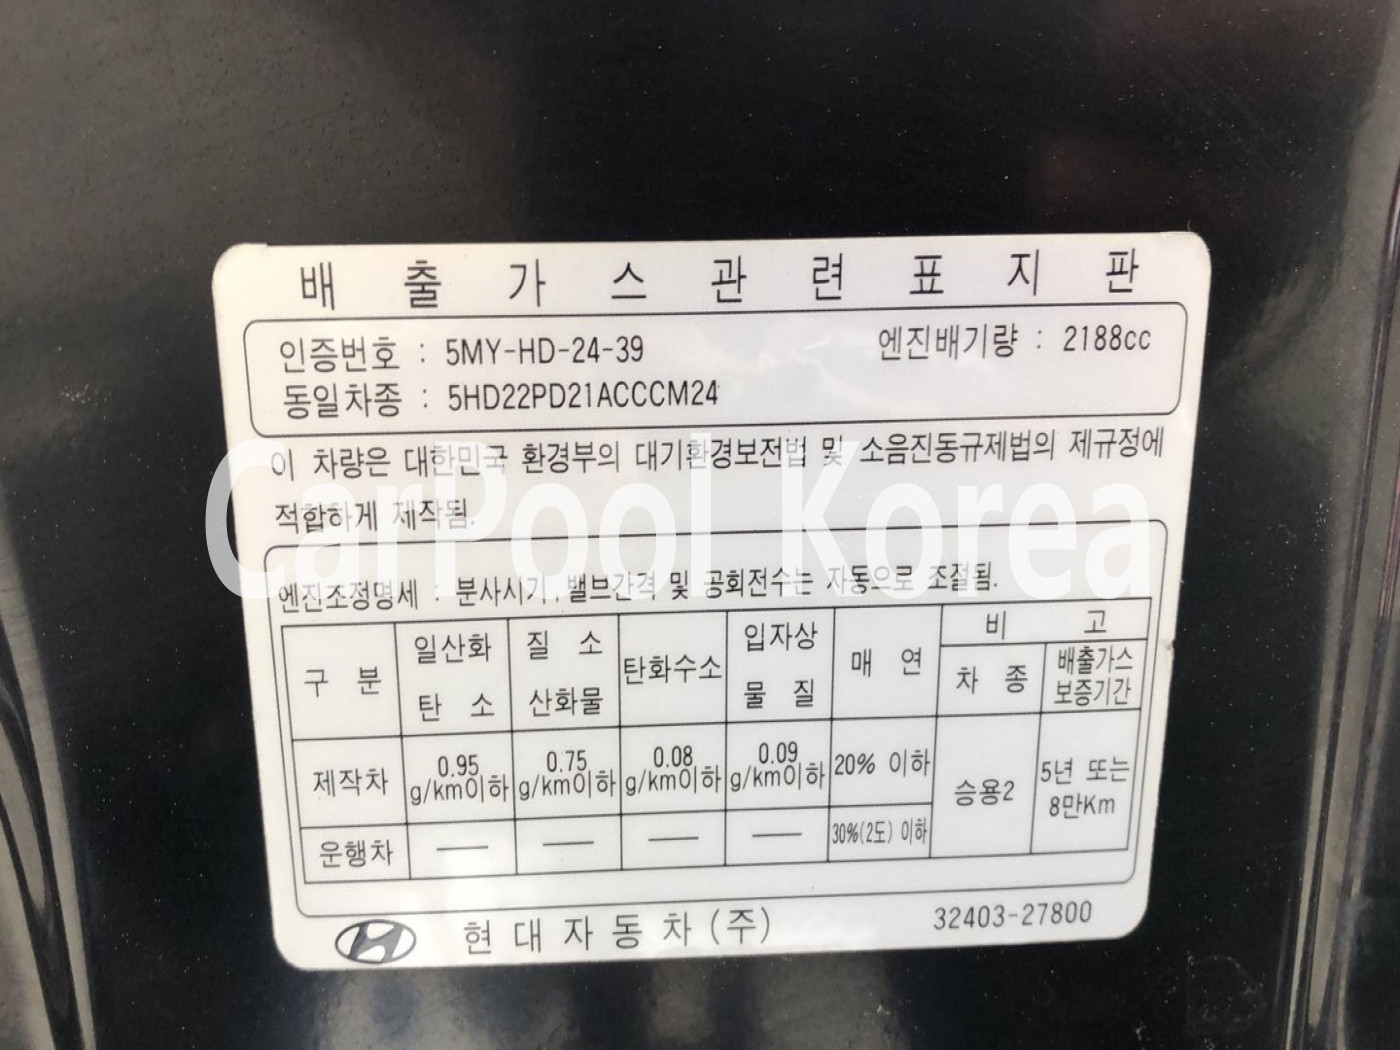 배 출 가 스 관 련 표 지 판
인증번호 : 5MY-HD-24-39 엔진배기량 : 2188cc
동일차종 : 5HD22PD21ACCCM24
이 차량은 대한민국 환경부의 대기환경보전법 및 소음진동규제법의 제규정에
적합하게 제작됨.
CarPool Korea
엔진조정명세 : 분사시기, 밸브간격 및 공회전수는 자동으로 조절됨.
구 분 일산화 탄 소 질 소 산화물 탄화수소 입자상 물 질 매 연 비 고
차 종 배출가스 보증기간
제작차 0.95 g/km이하 0.75 g/km이하 0.08 g/km이하 0.09 g/km이하 20% 이하 승용2 5년 또는 8만Km
운행차 — — — — 30%(2도) 이하
현대자동차(주) 32403-27800